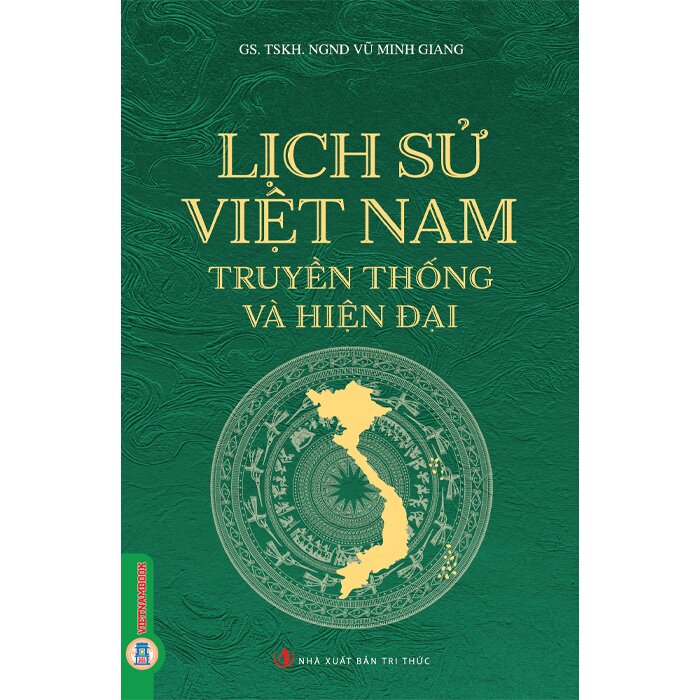 GS. TSKH. NGND VŨ MINH GIANG
LỊCH SỬ
VIỆT NAM
TRUYỀN THỐNG
VÀ HIỆN ĐẠI
VIETNAMBOOK
NHÀ XUẤT BẢN TRI THỨC